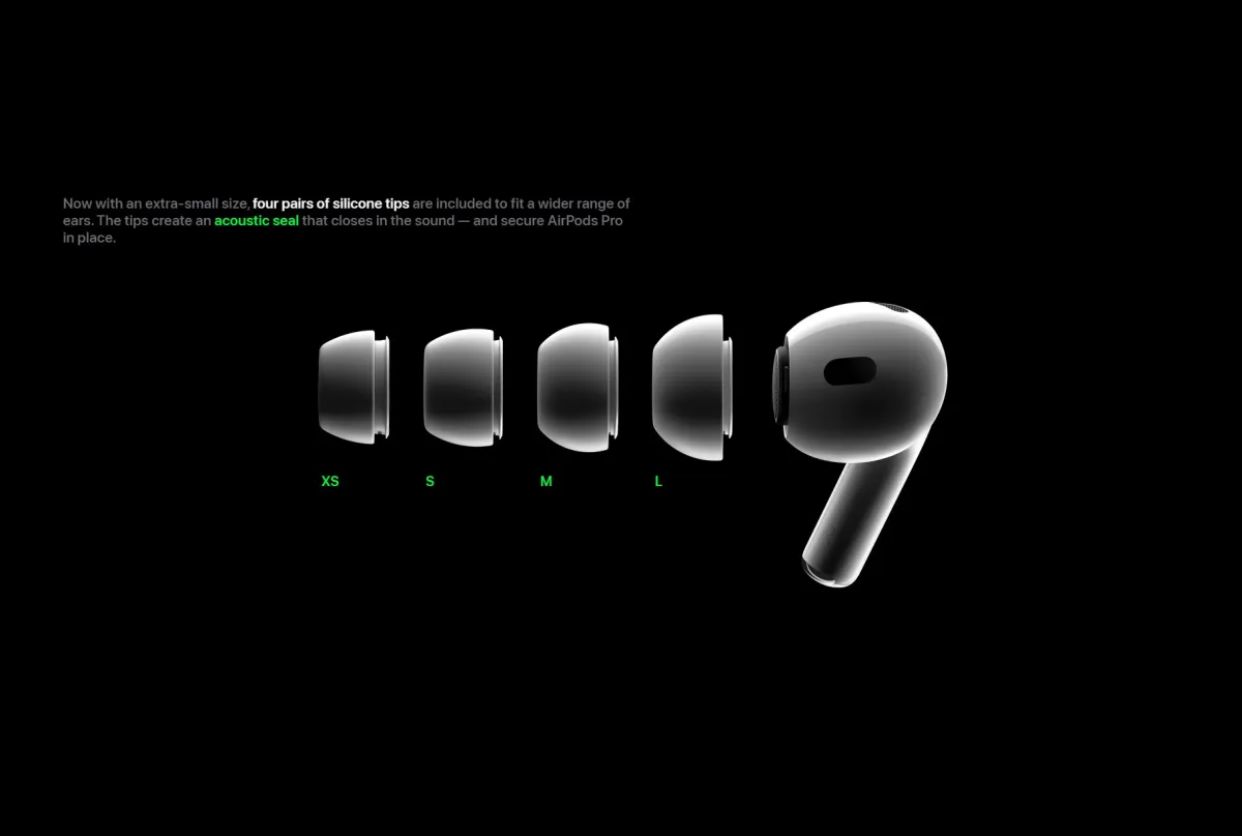 Now with an extra-small size, four pairs of silicone tips are included to fit a wider range of
ears. The tips create an acoustic seal that closes in the sound — and secure AirPods Pro
in place.
XS S M L